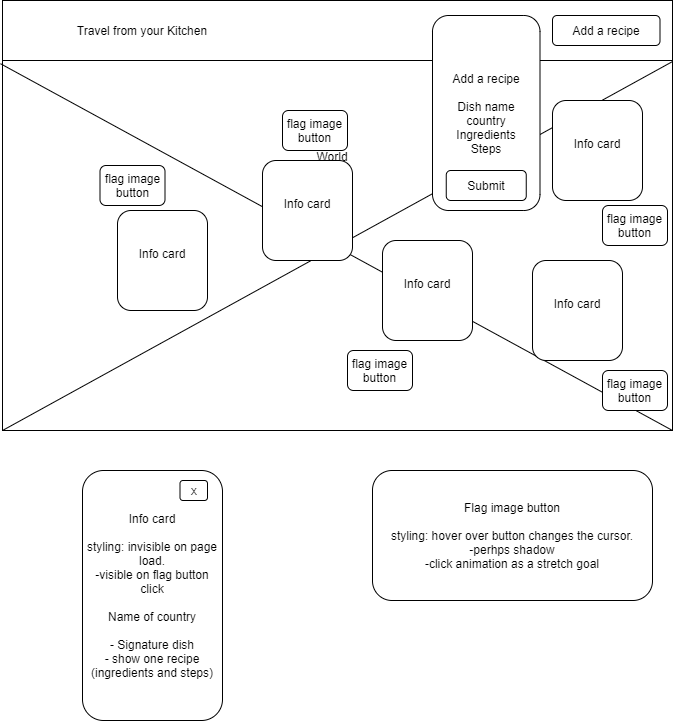 Travel from your Kitchen
Add a recipe
Add a recipe
Dish name
country
Ingredients
Steps
Submit
flag image
button
World
Info card
flag image
button
Info card
Info card
flag image
button
Info card
flag image
button
Info card
flag image
button
x
Info card
styling: invisible on page
load.
-visible on flag button
click
Name of country
- Signature dish
- show one recipe
(ingredients and steps)
Flag image button
styling: hover over button changes the cursor.
-perhps shadow
-click animation as a stretch goal